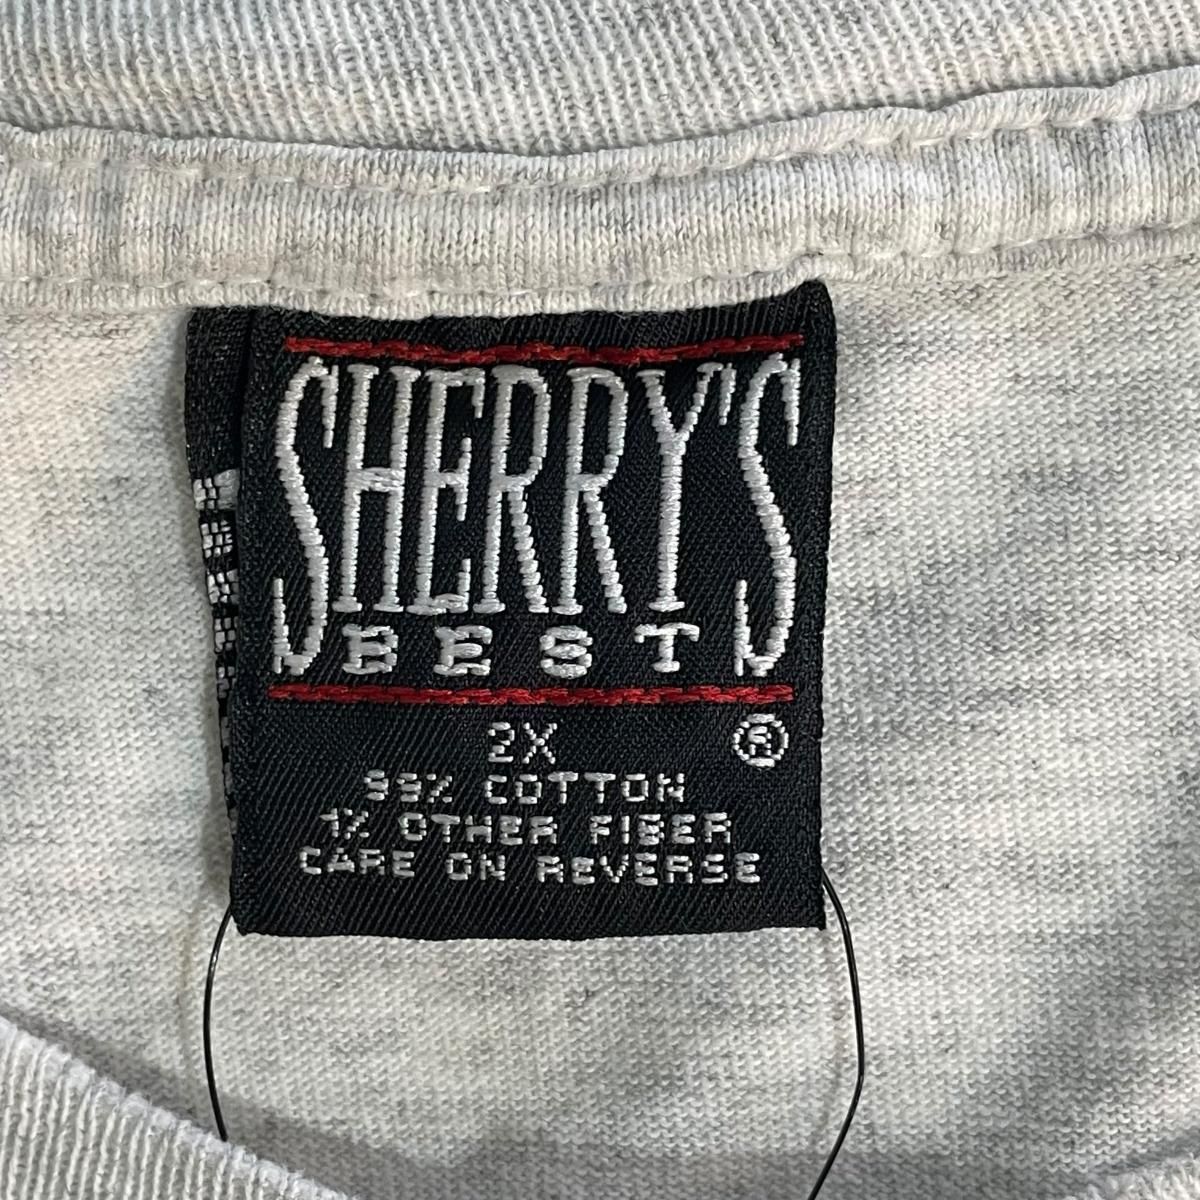 SHERRY'S
BEST
2X ®
99% COTTON
1% OTHER FIBER
CARE ON REVERSE